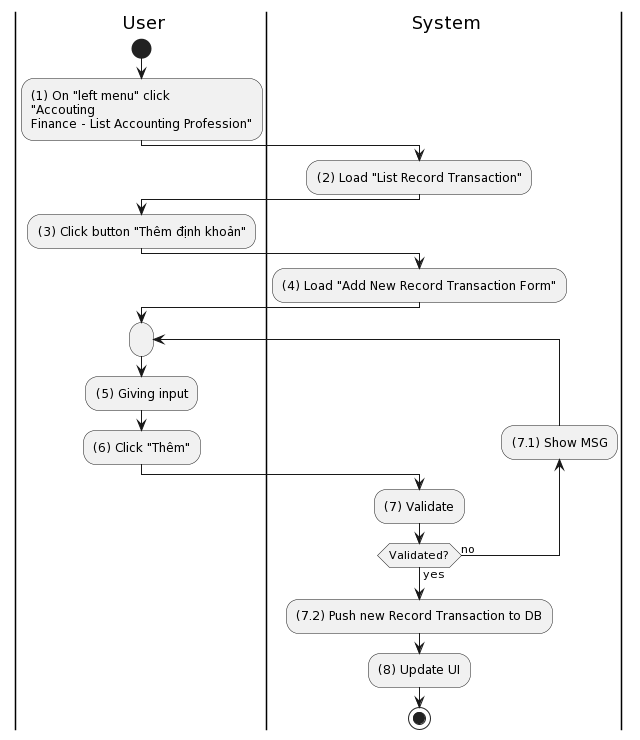 User
System
(1) On "left menu" click
"Accouting
Finance - List Accounting Profession"
(2) Load "List Record Transaction"
(3) Click button "Thêm định khoản"
(4) Load "Add New Record Transaction Form"
(5) Giving input
(6) Click "Thêm"
(7.1) Show MSG
(7) Validate
Validated?
no
yes
(7.2) Push new Record Transaction to DB
(8) Update UI